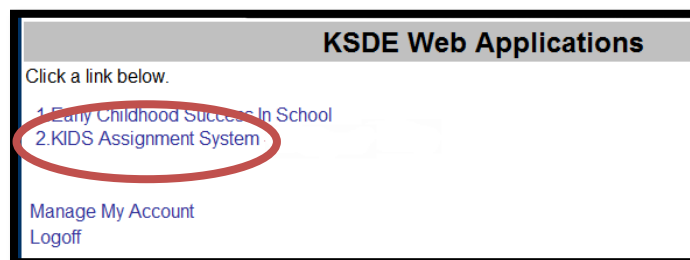 KSDE Web Applications
Click a link below.
1.Early Childhood Success In School
2.KIDS Assignment System
Manage My Account
Logoff